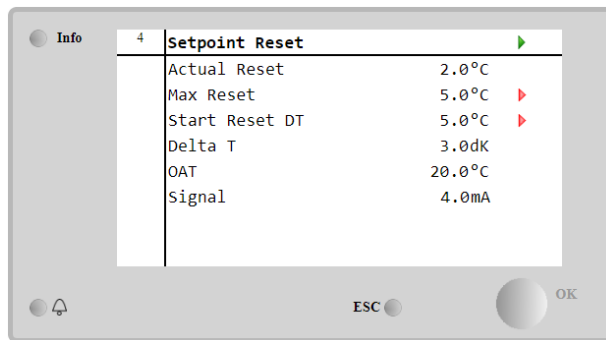 Info
4 Setpoint Reset
Actual Reset 2.0°C
Max Reset 5.0°C
Start Reset DT 5.0°C
Delta T 3.0dK
OAT 20.0°C
Signal 4.0mA
ESC
OK